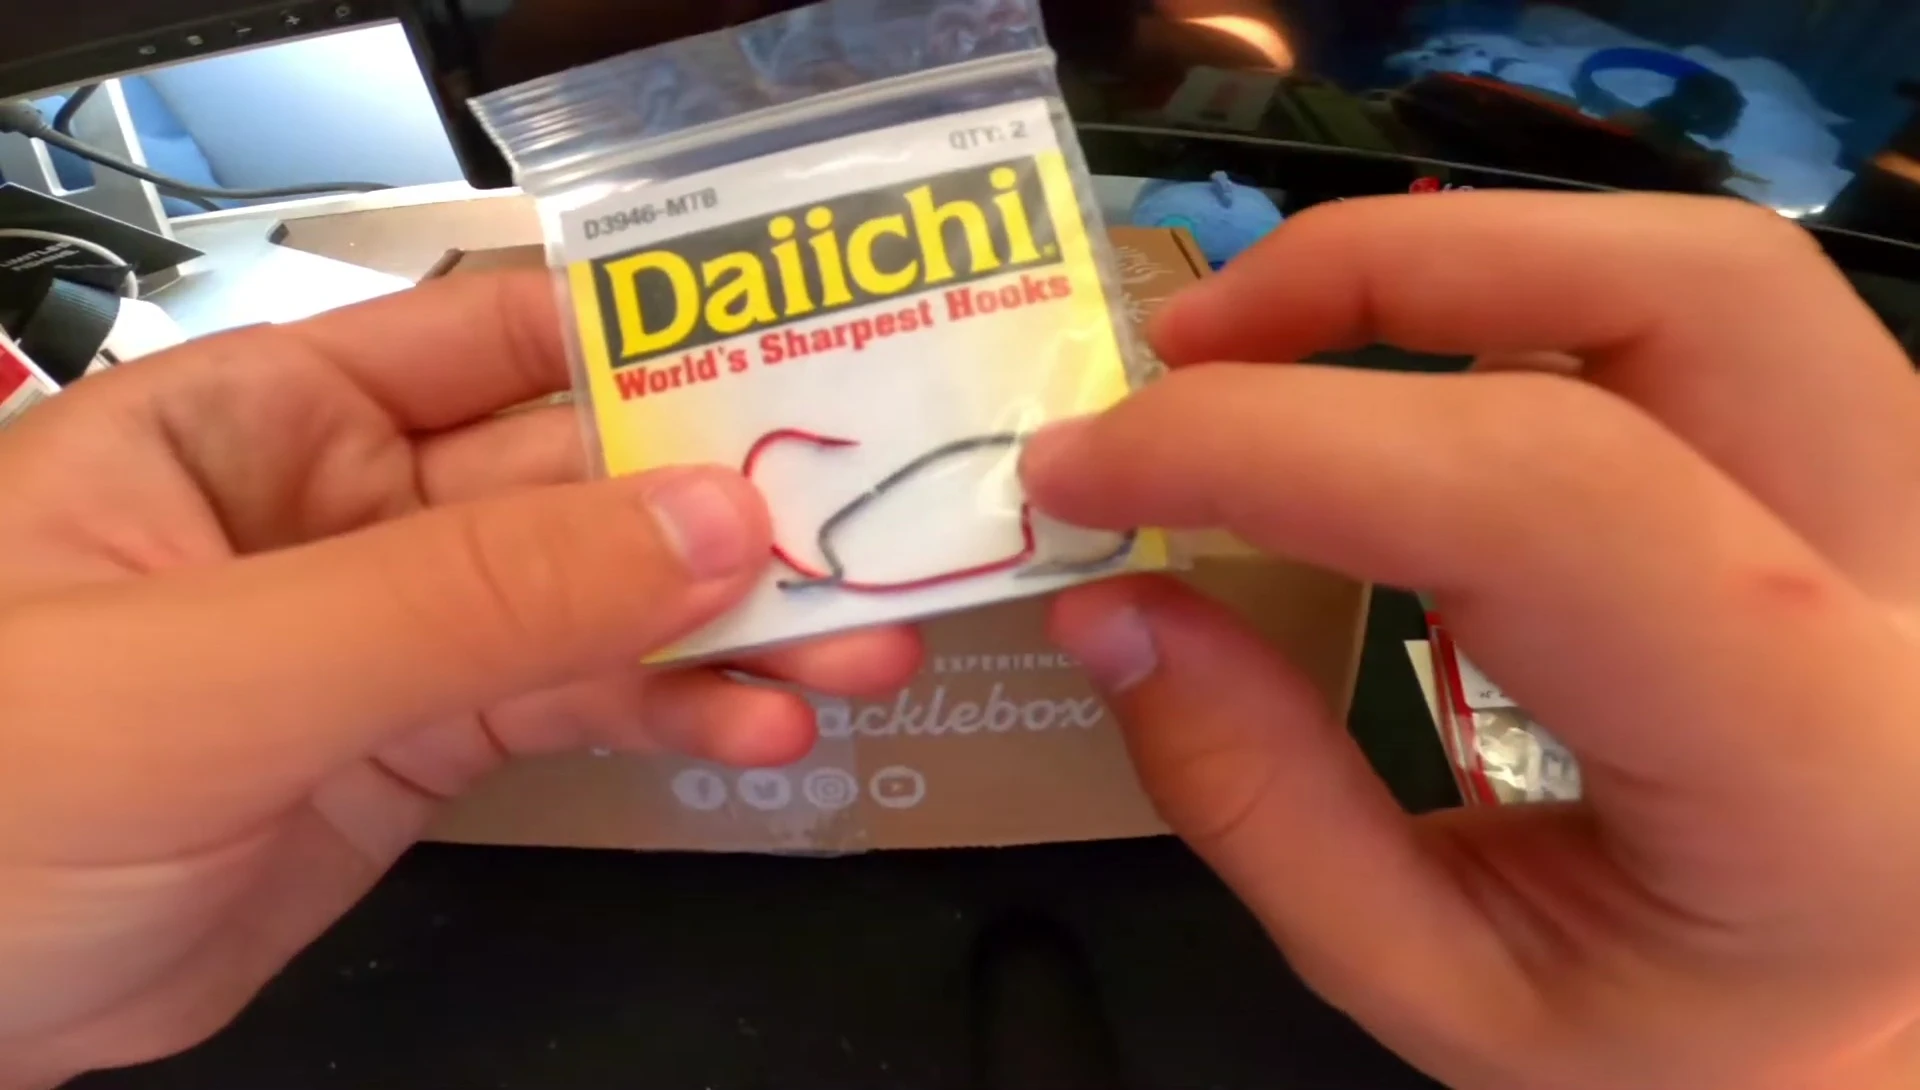 QTY: 2
D3946-MTB
Daiichi.
World's Sharpest Hooks
EXPERIENCE
acklebox